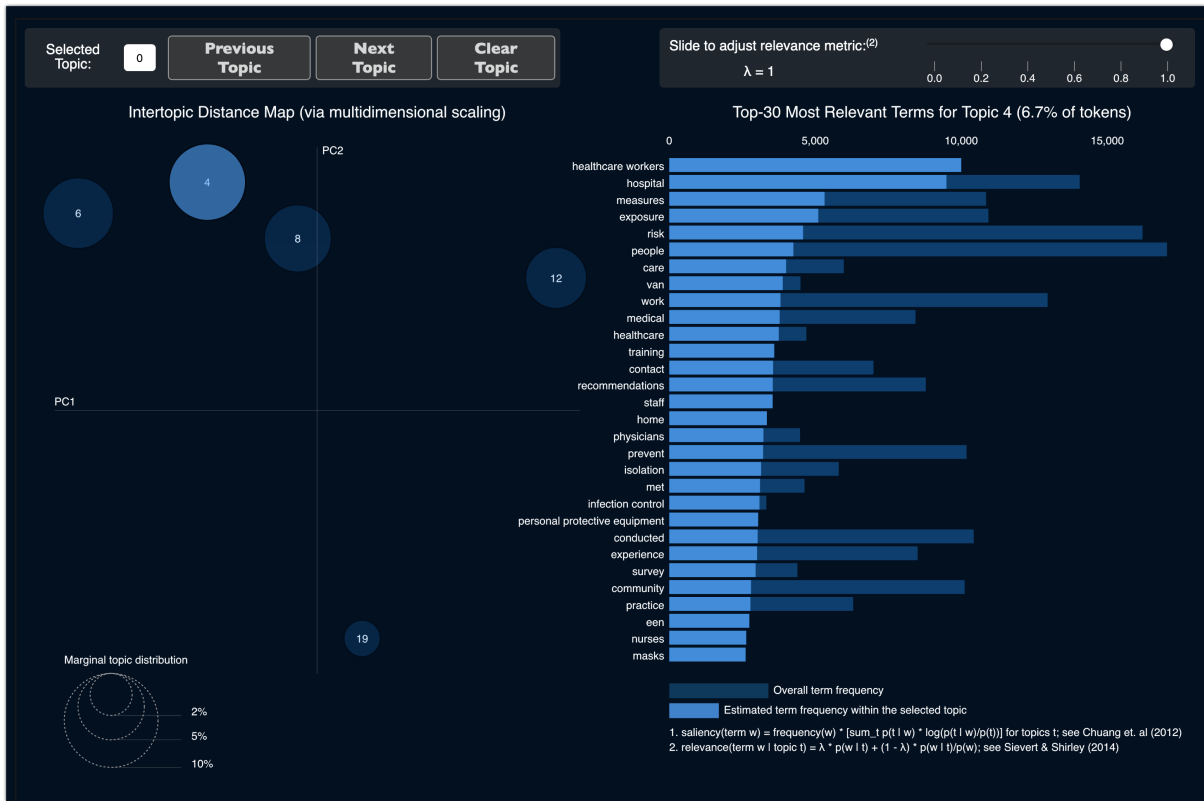 Selected
Topic:
0
Previous
Topic
Next
Topic
Clear
Topic
Slide to adjust relevance metric:(2)
λ = 1
0.0 0.2 0.4 0.6 0.8 1.0
Intertopic Distance Map (via multidimensional scaling)
PC2
PC1
6
4
8
12
19
Marginal topic distribution
2%
5%
10%
Top-30 Most Relevant Terms for Topic 4 (6.7% of tokens)
0 5,000 10,000 15,000
healthcare workers
hospital
measures
exposure
risk
people
care
van
work
medical
healthcare
training
contact
recommendations
staff
home
physicians
prevent
isolation
met
infection control
personal protective equipment
conducted
experience
survey
community
practice
een
nurses
masks
Overall term frequency
Estimated term frequency within the selected topic
1. saliency(term w) = frequency(w) * [sum_t p(t | w) * log(p(t | w)/p(t))] for topics t; see Chuang et. al (2012)
2. relevance(term w | topic t) = λ * p(w | t) + (1 - λ) * p(w | t)/p(w); see Sievert & Shirley (2014)